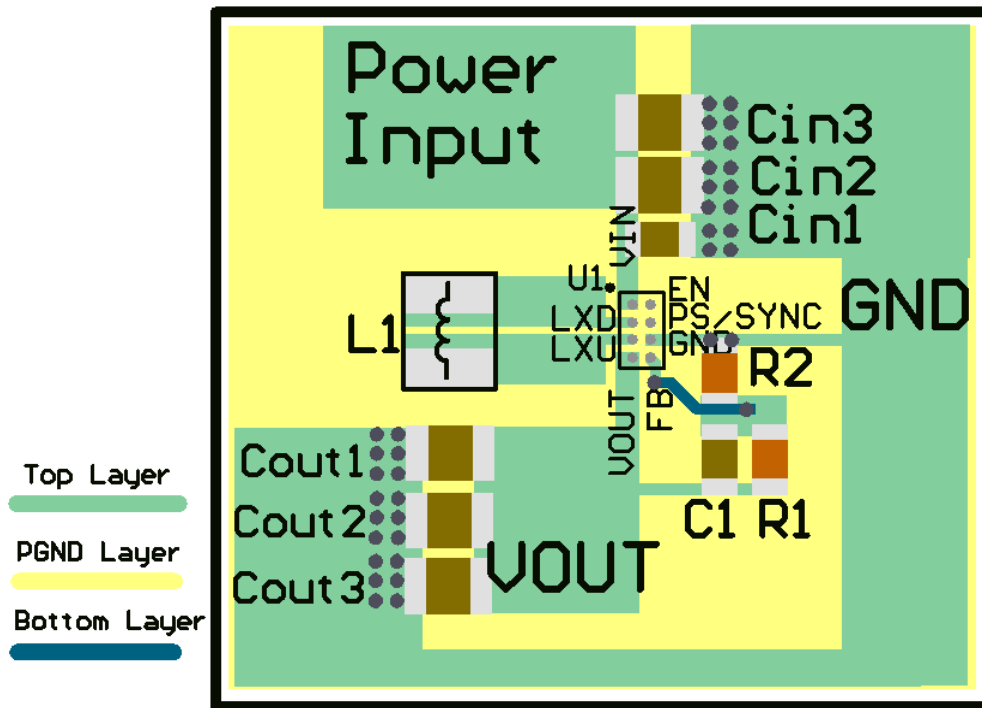 Power
Input
Cin3
Cin2
Cin1
VIN
U1
EN
LXD
PS/SYNC
GND
L1
LXU
GND
R2
VOUT
FB
Cout1
Cout2
Cout3
VOUT
C1
R1
Top Layer
PGND Layer
Bottom Layer